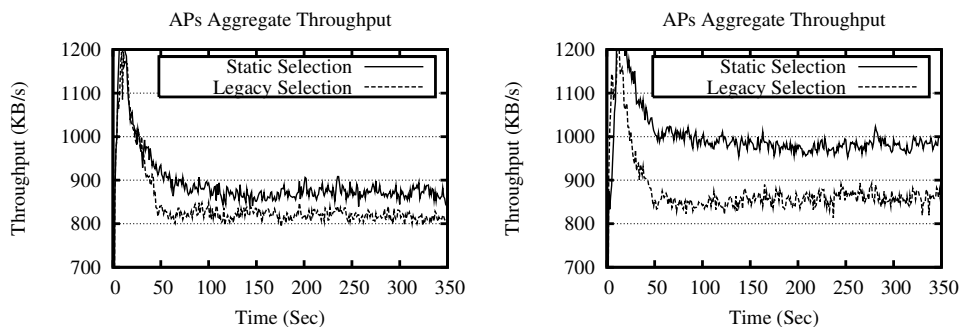 APs Aggregate Throughput
1200
1100
1000
900
800
700
Throughput (KB/s)
Static Selection
Legacy Selection
0 50 100 150 200 250 300 350
Time (Sec)
APs Aggregate Throughput
1200
1100
1000
900
800
700
Throughput (KB/s)
Static Selection
Legacy Selection
0 50 100 150 200 250 300 350
Time (Sec)